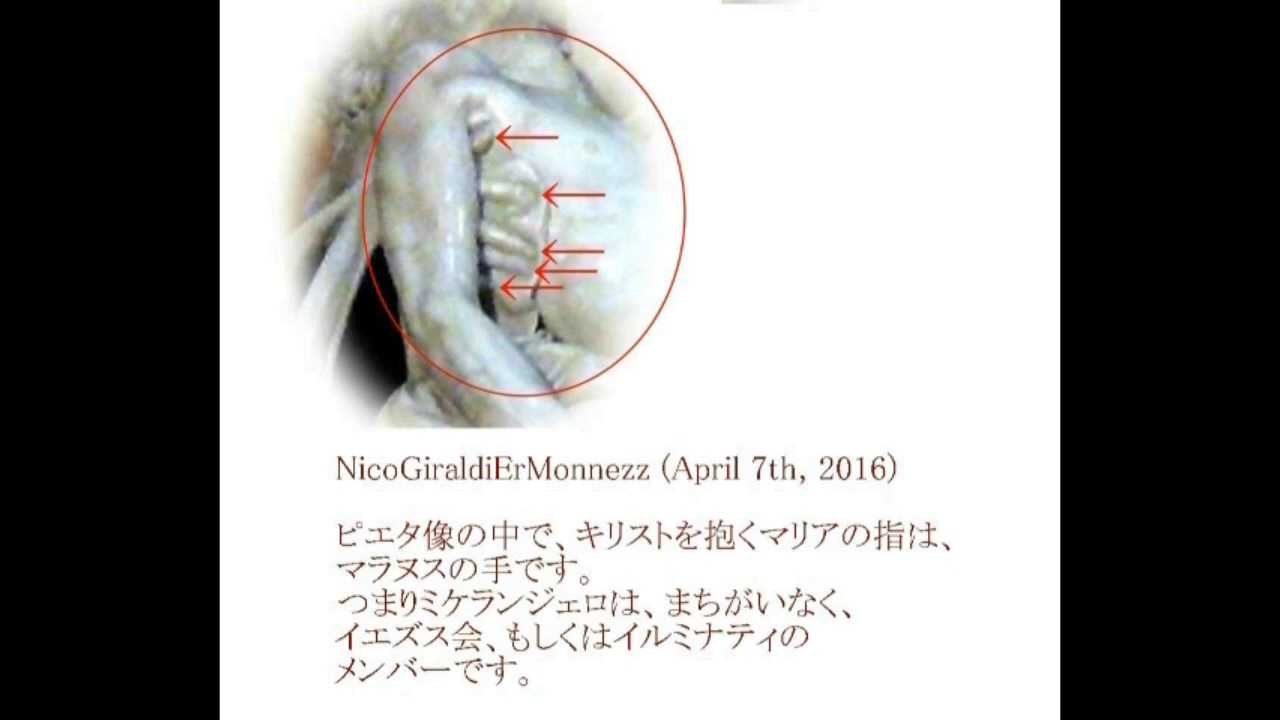 NicoGiraldiErMonnezz (April 7th, 2016)
ピエタ像の中で、キリストを抱くマリアの指は、
マラヌスの手です。
つまりミケランジェロは、まちがいなく、
イエズス会、もしくはイルミナティの
メンバーです。